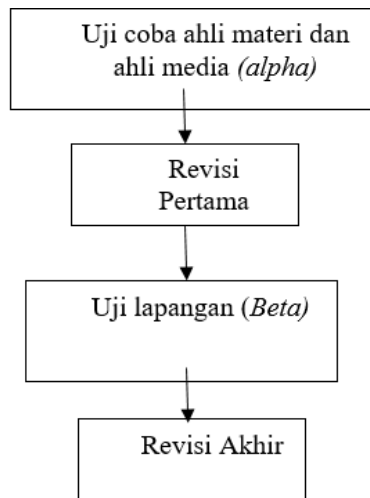 Uji coba ahli materi dan
ahli media (alpha)
Revisi
Pertama
Uji lapangan (Beta)
Revisi Akhir